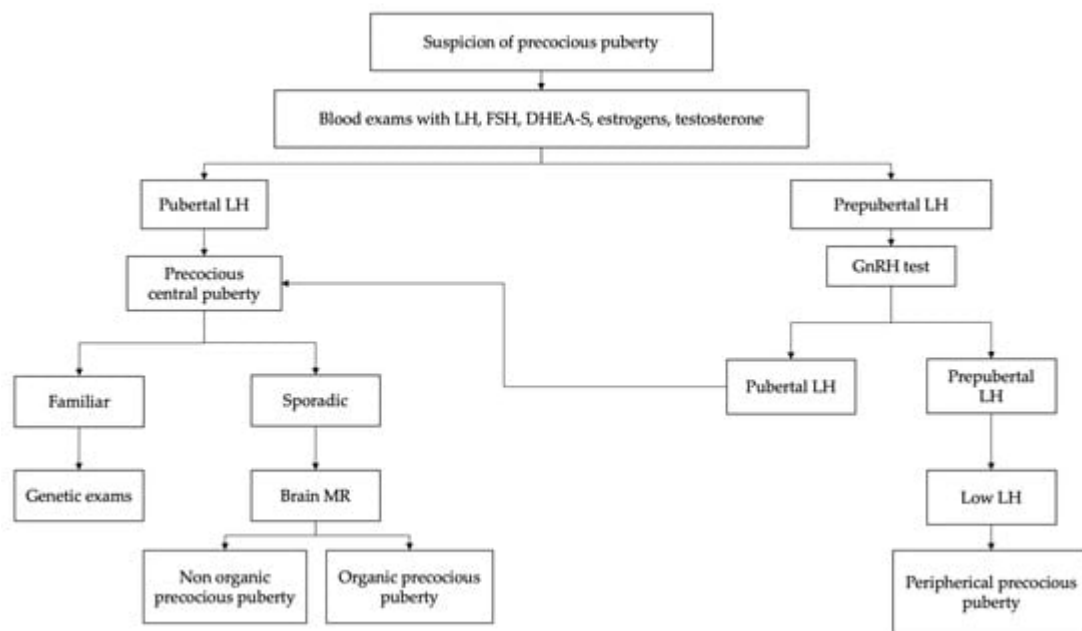 Suspicion of precocious puberty
Blood exams with LH, FSH, DHEA-S, estrogens, testosterone
Pubertal LH
Prepubertal LH
Precocious
central puberty
GnRH test
Familiar
Sporadic
Pubertal LH
Prepubertal
LH
Genetic exams
Brain MR
Low LH
Non organic
precocious puberty
Organic precocious
puberty
Peripherical precocious
puberty